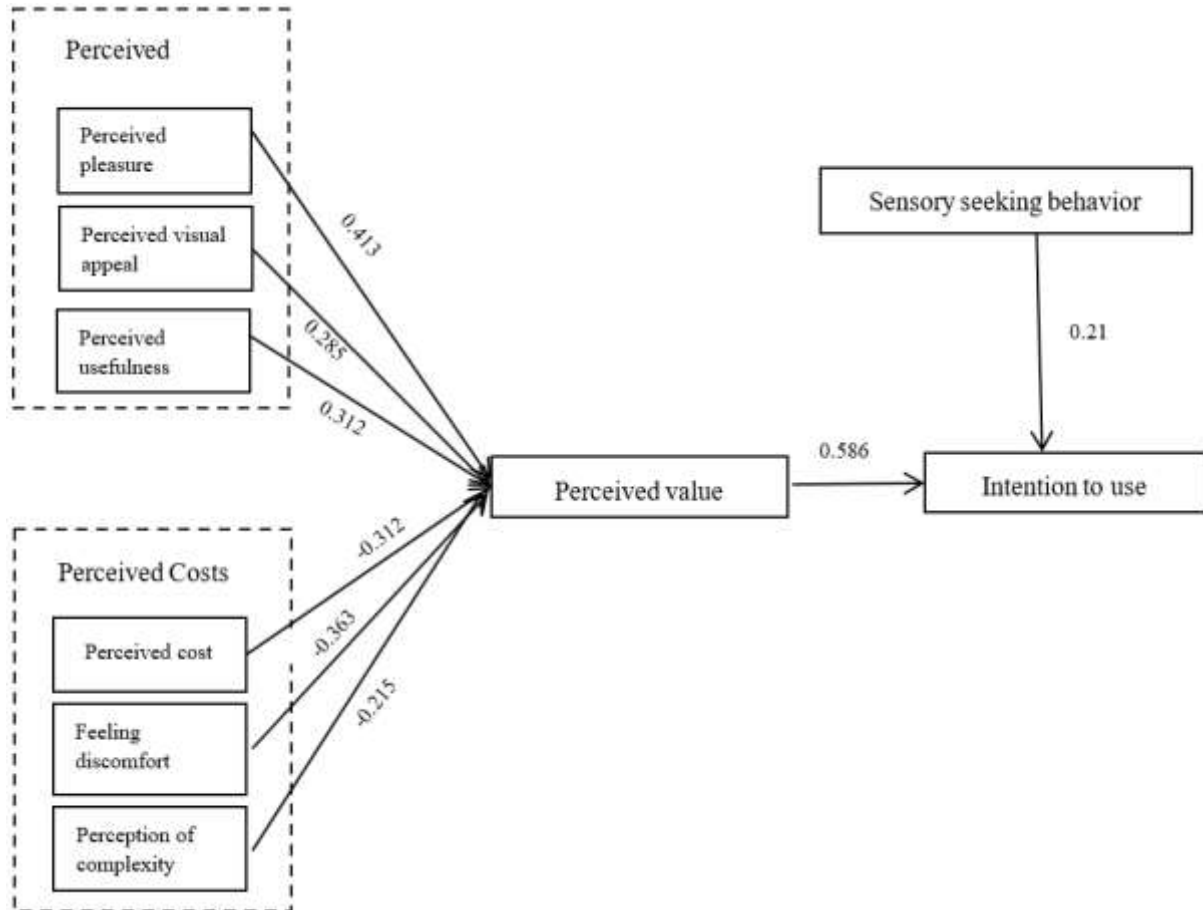 Perceived
Perceived
pleasure
Perceived visual
appeal
Perceived
usefulness
0.413
0.285
0.312
Sensory seeking behavior
0.21
0.586
Perceived value
Intention to use
Perceived Costs
Perceived cost
Feeling
discomfort
Perception of
complexity
-0.312
-0.363
-0.215